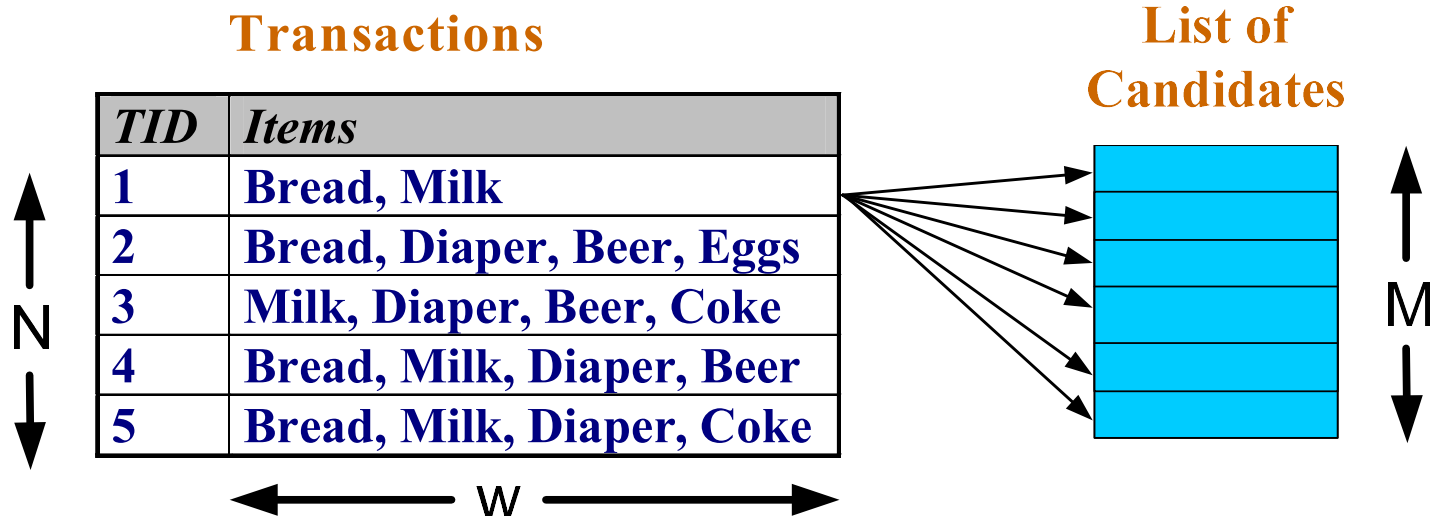 Transactions
List of
Candidates
TID Items
1 Bread, Milk
2 Bread, Diaper, Beer, Eggs
3 Milk, Diaper, Beer, Coke
4 Bread, Milk, Diaper, Beer
5 Bread, Milk, Diaper, Coke
N
M
w